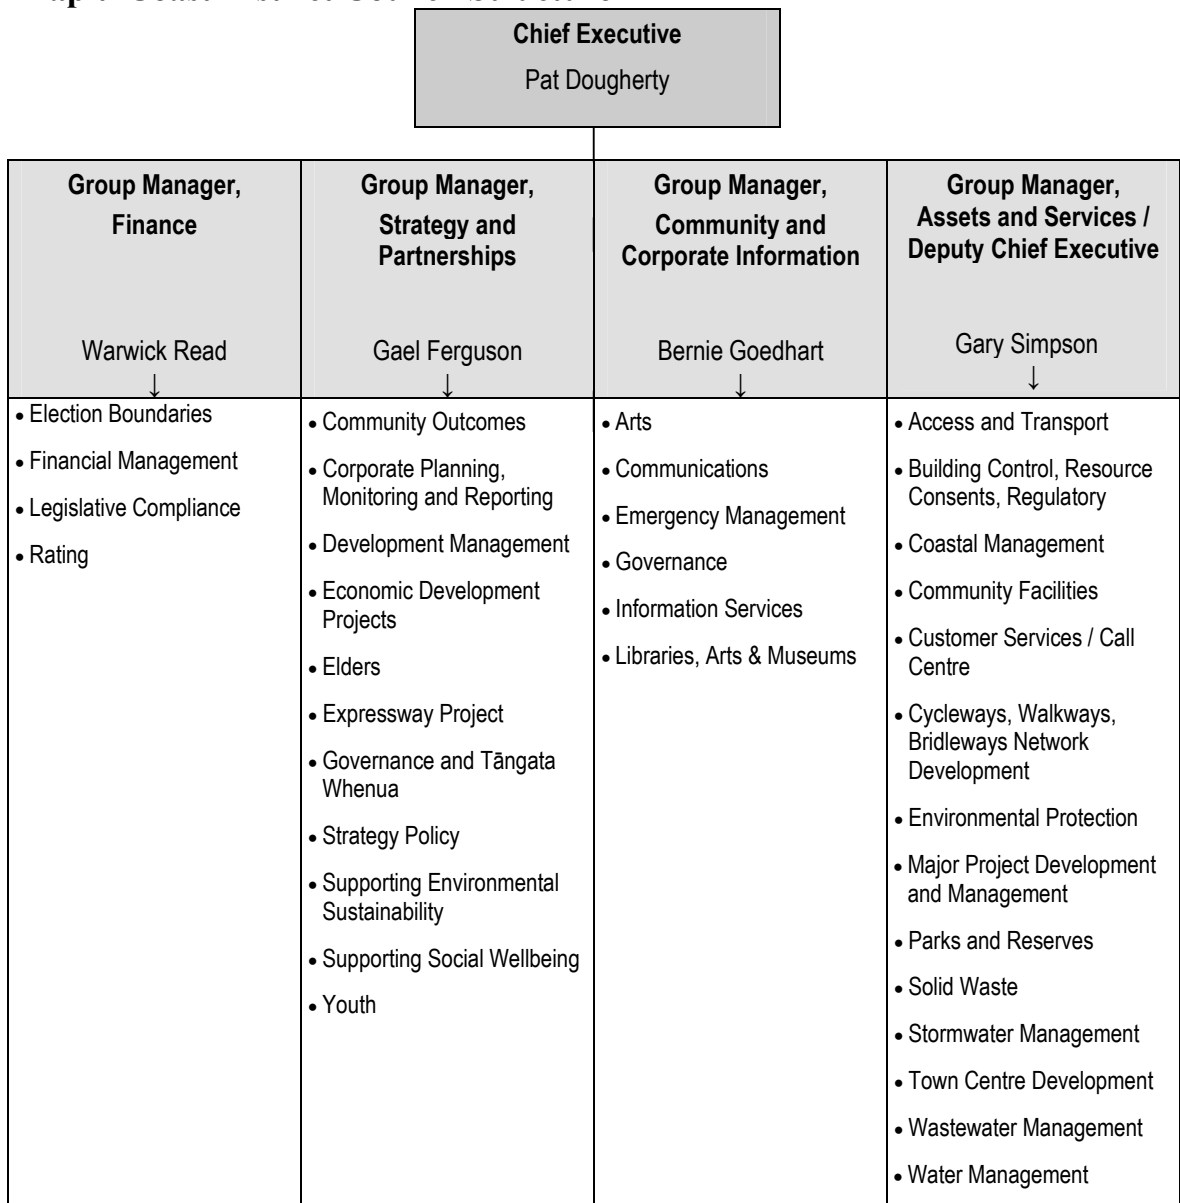 Chief Executive
Pat Dougherty
Group Manager,
Finance
Warwick Read
↓
• Election Boundaries
• Financial Management
• Legislative Compliance
• Rating
Group Manager,
Strategy and
Partnerships
Gael Ferguson
↓
• Community Outcomes
• Corporate Planning,
Monitoring and Reporting
• Development Management
• Economic Development
Projects
• Elders
• Expressway Project
• Governance and Tāngata
Whenua
• Strategy Policy
• Supporting Environmental
Sustainability
• Supporting Social Wellbeing
• Youth
Group Manager,
Community and
Corporate Information
Bernie Goedhart
↓
• Arts
• Communications
• Emergency Management
• Governance
• Information Services
• Libraries, Arts & Museums
Group Manager,
Assets and Services /
Deputy Chief Executive
Gary Simpson
↓
• Access and Transport
• Building Control, Resource
Consents, Regulatory
• Coastal Management
• Community Facilities
• Customer Services / Call
Centre
• Cycleways, Walkways,
Bridleways Network
Development
• Environmental Protection
• Major Project Development
and Management
• Parks and Reserves
• Solid Waste
• Stormwater Management
• Town Centre Development
• Wastewater Management
• Water Management